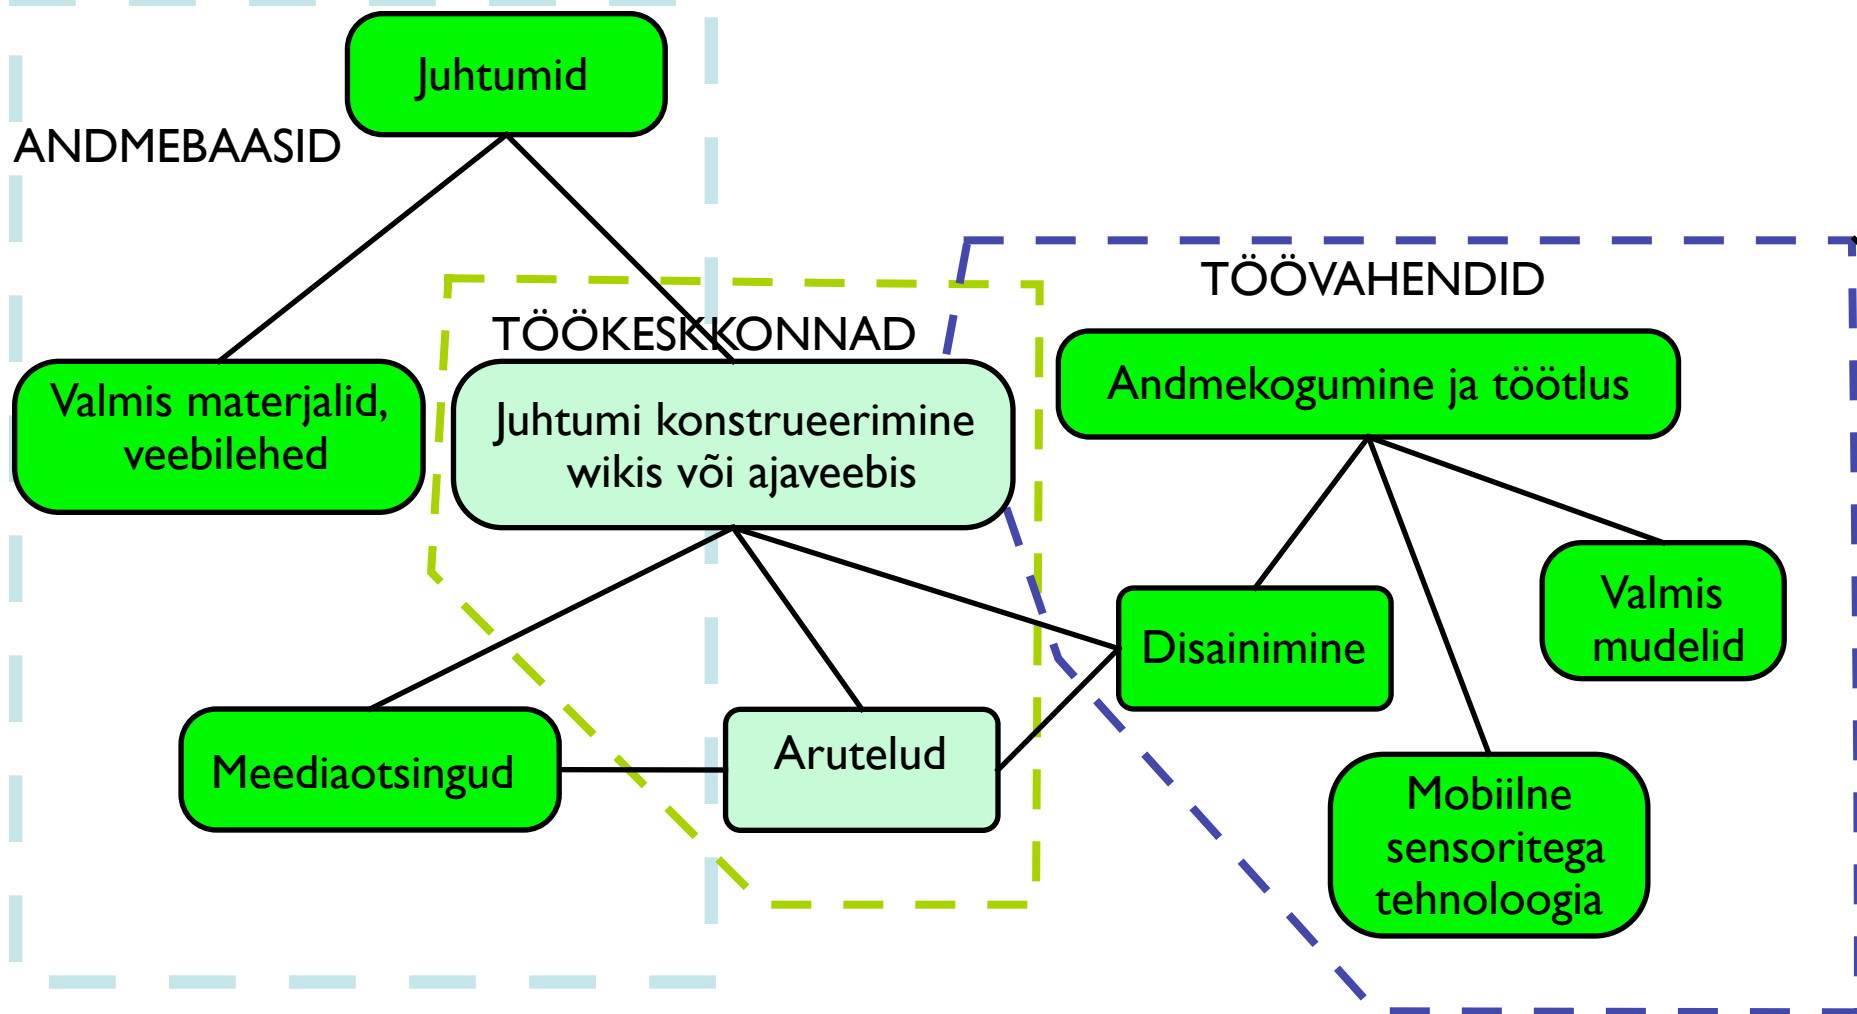 Juhtumid
ANDMEBAASID
TÖÖVAHENDID
TÖÖKESKKONNAD
Valmis materjalid,
veebilehed
Juhtumi konstrueerimine
wikis või ajaveebis
Andmekogumine ja töötlus
Valmis
mudelid
Disainimine
Meediaotsingud
Arutelud
Mobiilne
sensoritega
tehnoloogia